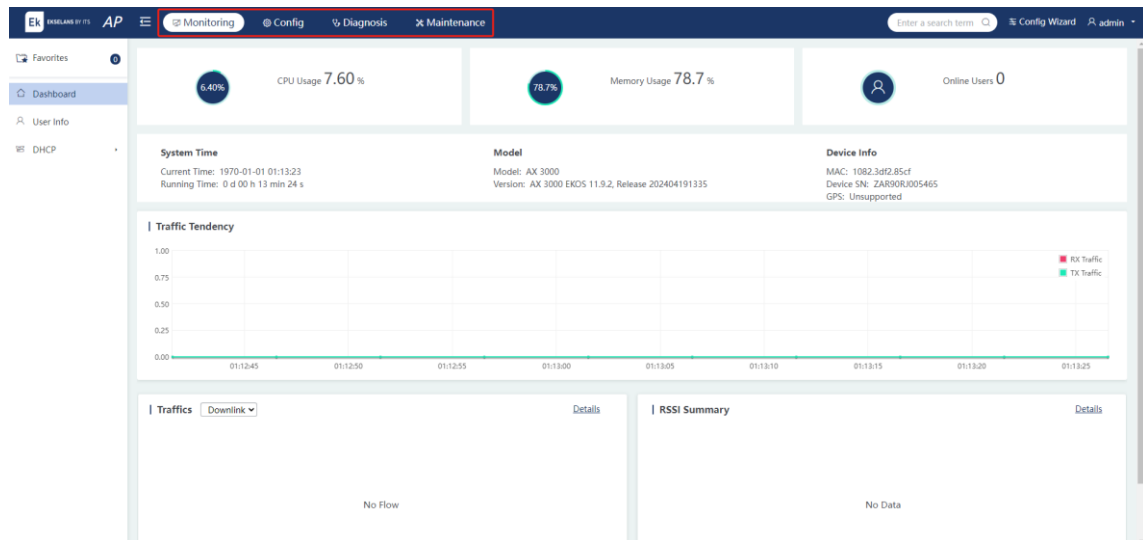 Ek EKSELANS BY ITS AP Monitoring Config Diagnosis Maintenance Enter a search term Config Wizard admin
Favorites 0
Dashboard
User Info
DHCP
6.40% CPU Usage 7.60 %
78.7% Memory Usage 78.7 %
Online Users 0
System Time
Current Time: 1970-01-01 01:13:23
Running Time: 0 d 00 h 13 min 24 s
Model
Model: AX 3000
Version: AX 3000 EKOS 11.9.2, Release 202404191335
Device Info
MAC: 1082.3df2.85cf
Device SN: ZAR90RJ005465
GPS: Unsupported
Traffic Tendency
RX Traffic
TX Traffic
1.00
0.75
0.50
0.25
0.00
01:12:45 01:12:50 01:12:55 01:13:00 01:13:05 01:13:10 01:13:15 01:13:20 01:13:25
Traffics Downlink Details
No Flow
RSSI Summary Details
No Data